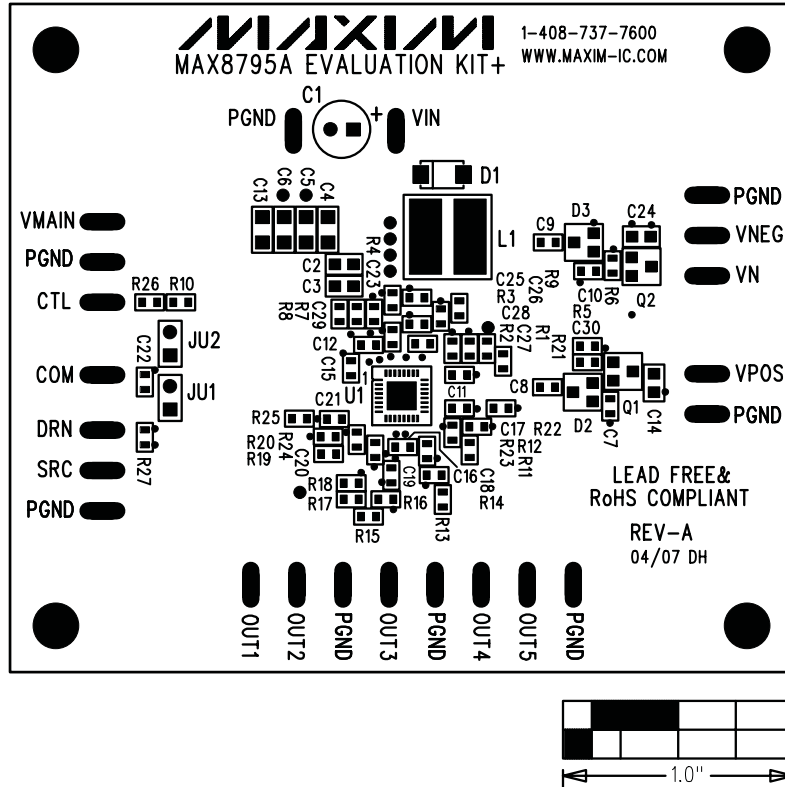 MAXIM
1-408-737-7600
WWW.MAXIM-IC.COM
MAX8795A EVALUATION KIT+
C1
PGND
+
VIN
D1
C13
C6
C5
C4
L1
R4
C2
C23
C3
VMAIN
PGND
CTL
R26
R10
JU2
C22
COM
JU1
DRN
R27
SRC
PGND
PGND
VNEG
VN
C9
D3
C24
C10
R6
Q2
C25
R3
C26
R9
C28
R5
C30
R8
R7
C29
C12
C15
R2
C27
R1
R21
1
U1
C11
C8
D2
Q1
C7
C14
VPOS
PGND
C21
R25
R20
R19
R24
C20
C17
R22
R12
R23
R11
C16
C19
C18
R18
R17
R16
R14
R15
R13
LEAD FREE&
RoHS COMPLIANT
REV-A
04/07 DH
OUT1
OUT2
PGND
OUT3
PGND
OUT4
OUT5
PGND
1.0"